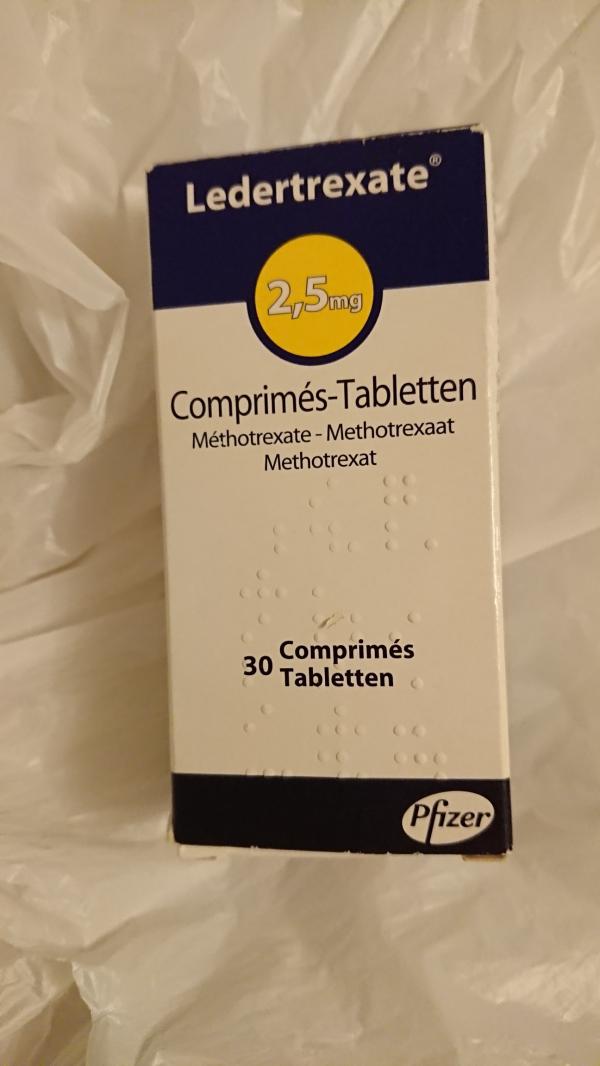 Ledertrexate®
2,5mg
Comprimés-Tabletten
Méthotrexate - Methotrexaat
Methotrexat
30 Comprimés
Tabletten
Pfizer